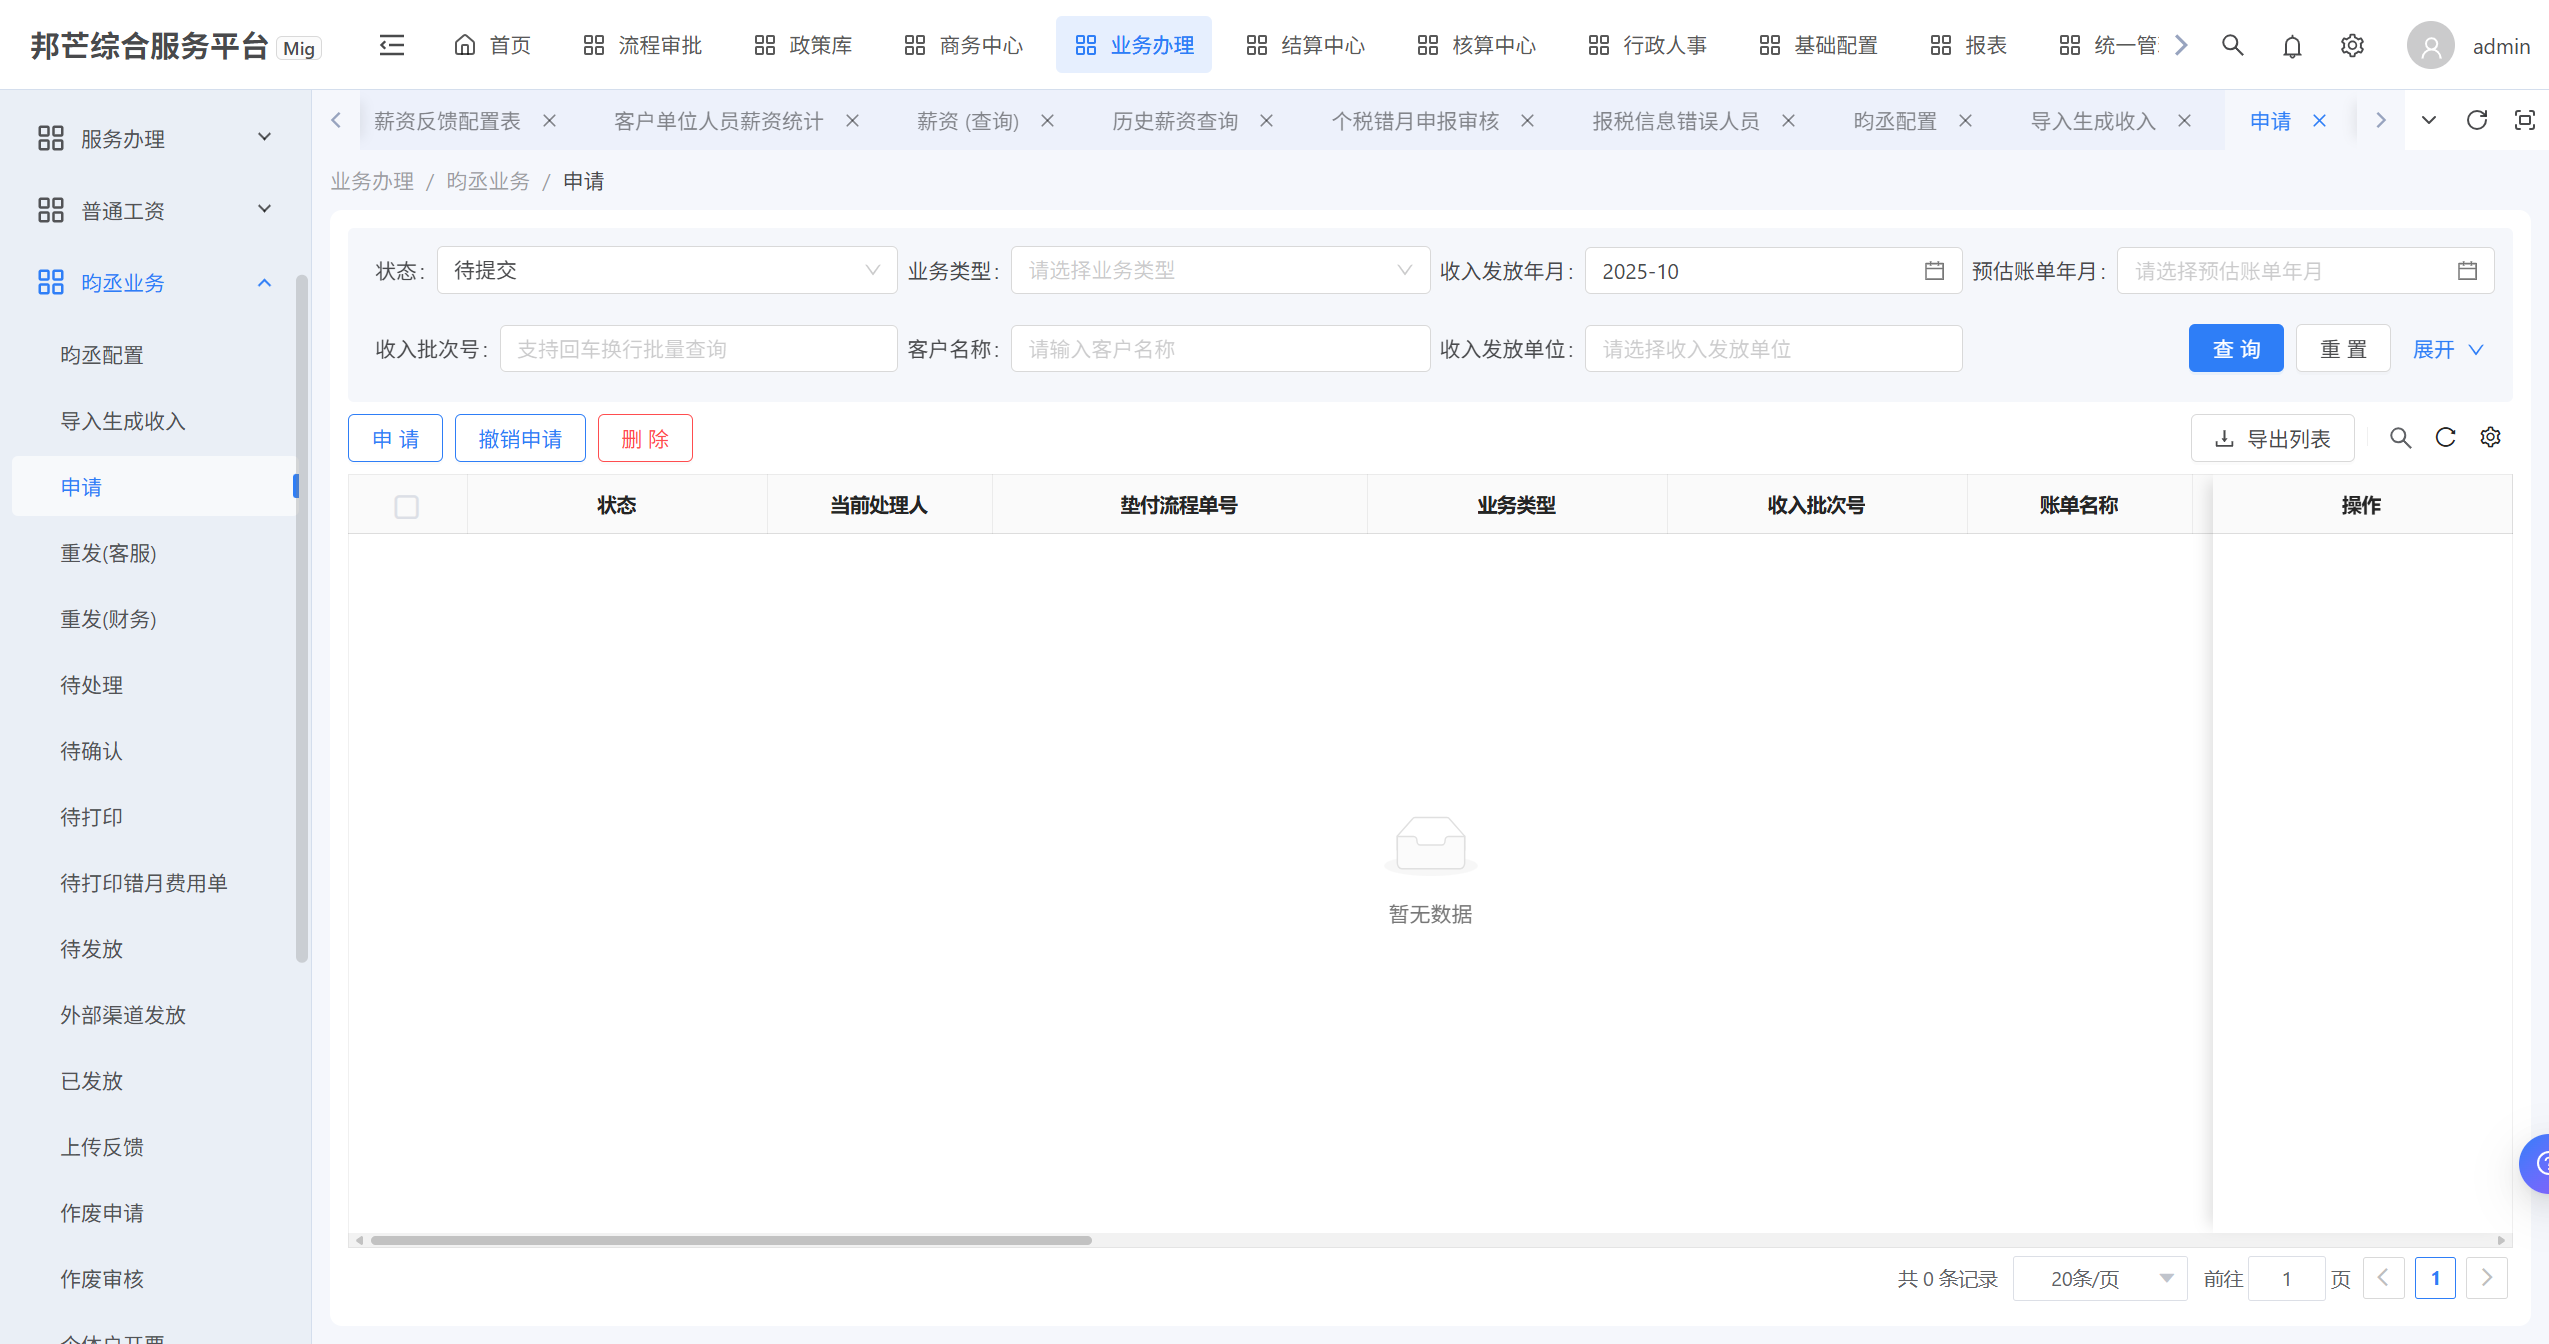 邦芒综合服务平台 Mig 首页 流程审批 政策库 商务中心 业务办理 结算中心 核算中心 行政人事 基础配置 报表 统一管 admin
薪资反馈配置表 客户单位人员薪资统计 薪资 (查询) 历史薪资查询 个税错月申报审核 报税信息错误人员 昀丞配置 导入生成收入 申请
服务办理
普通工资
昀丞业务
昀丞配置
导入生成收入
申请
重发(客服)
重发(财务)
待处理
待确认
待打印
待打印错月费用单
待发放
外部渠道发放
已发放
上传反馈
作废申请
作废审核
业务办理 / 昀丞业务 / 申请
状态: 待提交 业务类型: 请选择业务类型 收入发放年月: 2025-10 预估账单年月: 请选择预估账单年月
收入批次号: 支持回车换行批量查询 客户名称: 请输入客户名称 收入发放单位: 请选择收入发放单位 查 询 重 置 展开
申 请 撤销申请 删 除 导出列表
状态 当前处理人 垫付流程单号 业务类型 收入批次号 账单名称 操作
暂无数据
共 0 条记录 20条/页 前往 1 页 1